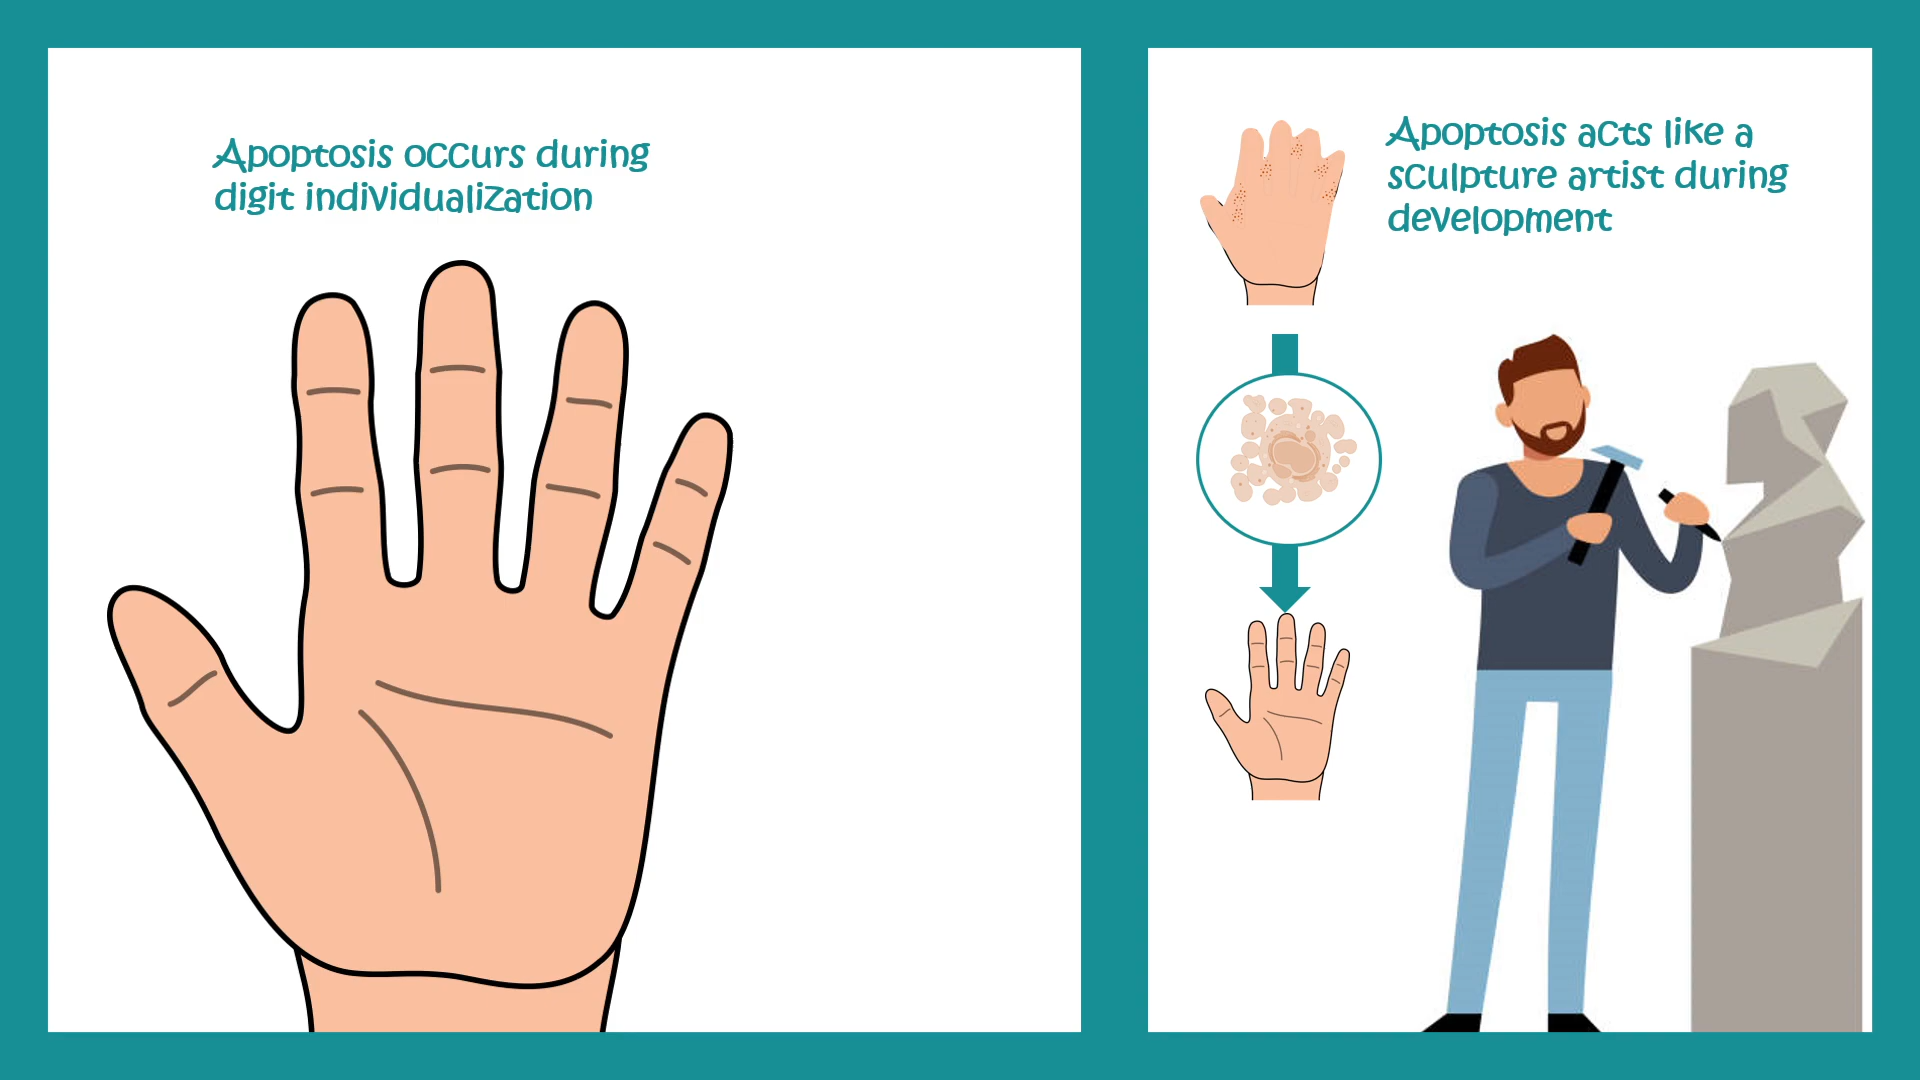 Apoptosis occurs during
digit individualization
Apoptosis acts like a
sculpture artist during
development